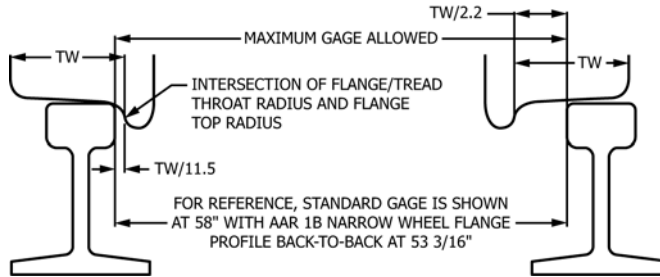 TW/2.2
MAXIMUM GAGE ALLOWED
TW
TW
INTERSECTION OF FLANGE/TREAD
THROAT RADIUS AND FLANGE
TOP RADIUS
TW/11.5
FOR REFERENCE, STANDARD GAGE IS SHOWN
AT 58" WITH AAR 1B NARROW WHEEL FLANGE
PROFILE BACK-TO-BACK AT 53 3/16"